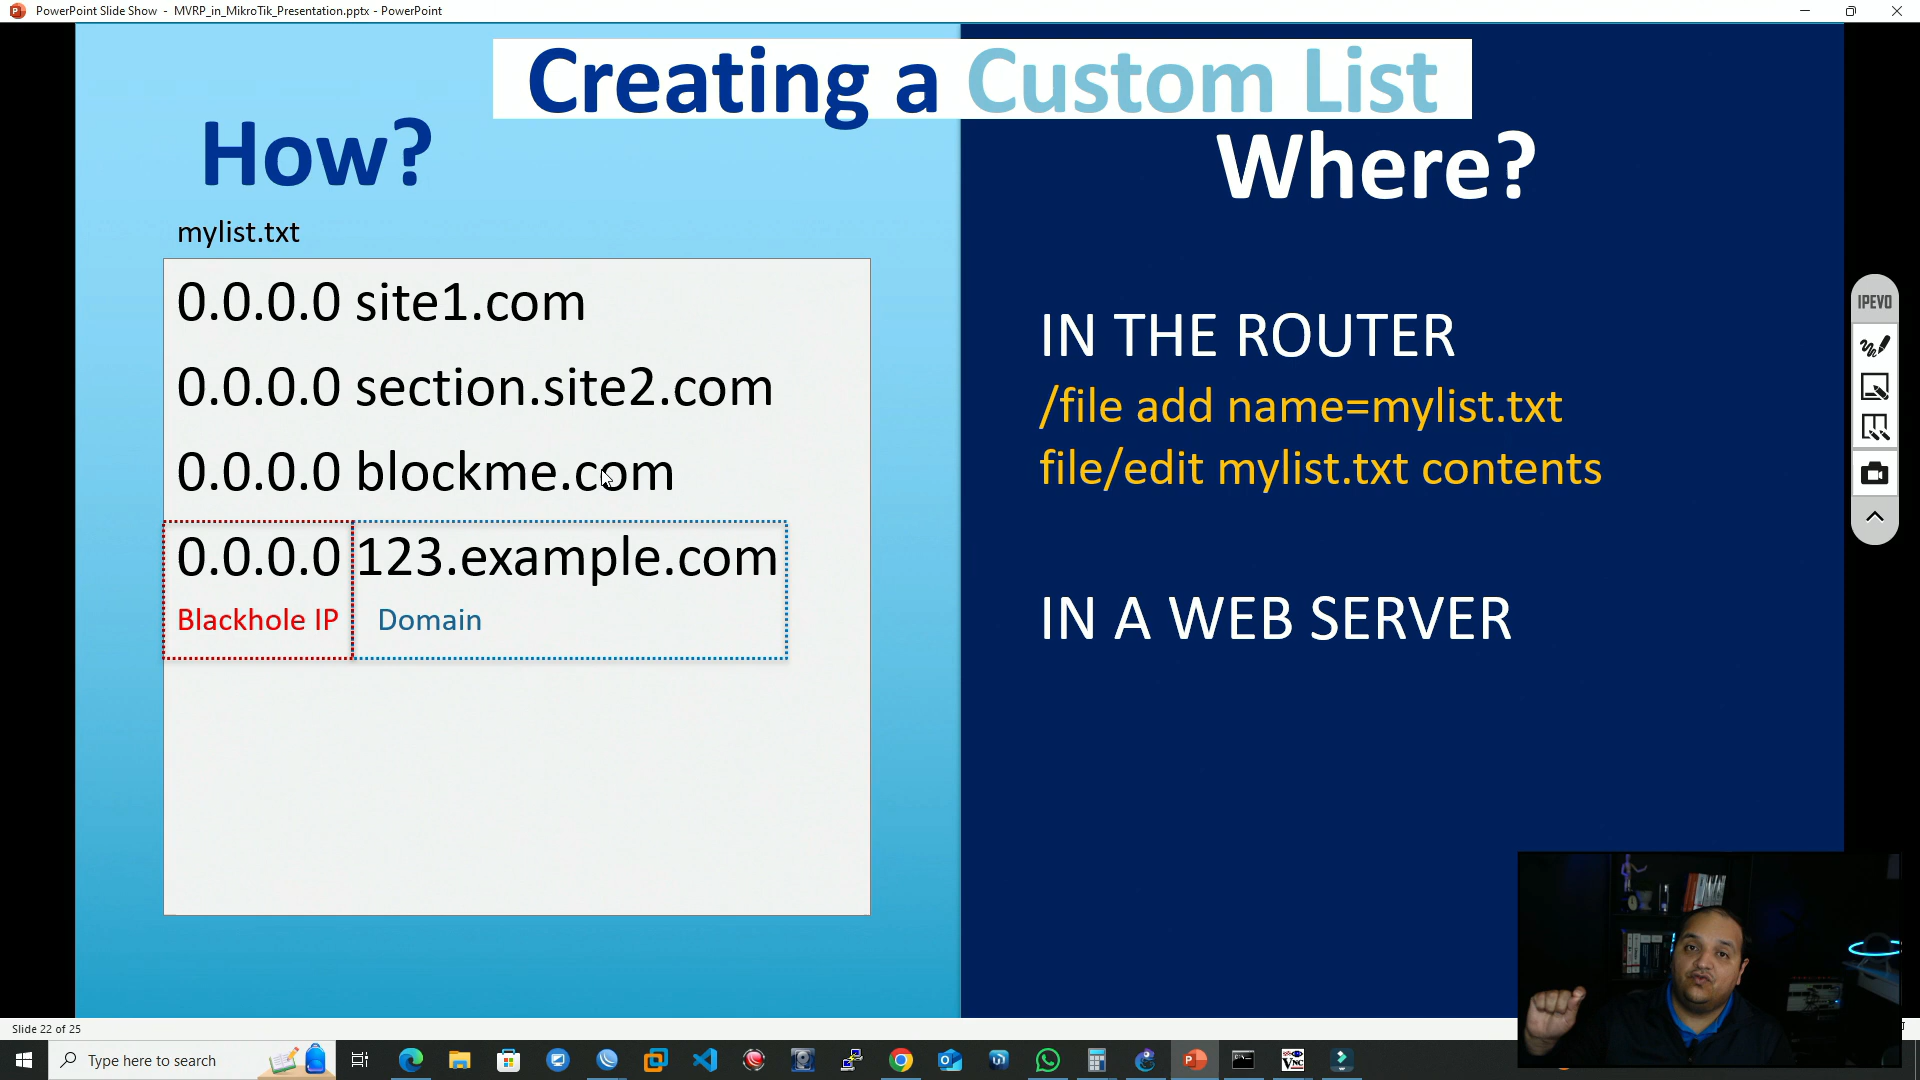 PowerPoint Slide Show - MVRP_in_MikroTik_Presentation.pptx - PowerPoint
Creating a Custom List
How?
mylist.txt
0.0.0.0 site1.com
0.0.0.0 section.site2.com
0.0.0.0 blockme.com
0.0.0.0 123.example.com
Blackhole IP
Domain
Where?
IN THE ROUTER
/file add name=mylist.txt
file/edit mylist.txt contents
IN A WEB SERVER
IPEVO
Slide 22 of 25
Type here to search
VNC